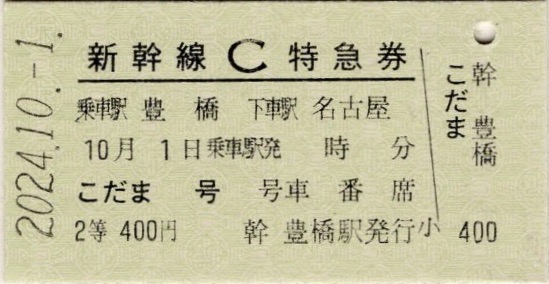 新幹線C特急券
乗車駅 豊橋 下車駅 名古屋
10月 1日乗車駅発 時 分
こだま 号 号車 番 席
2等 400円 幹 豊橋駅発行
2024.10.-1.
幹豊橋
こだま
小 400